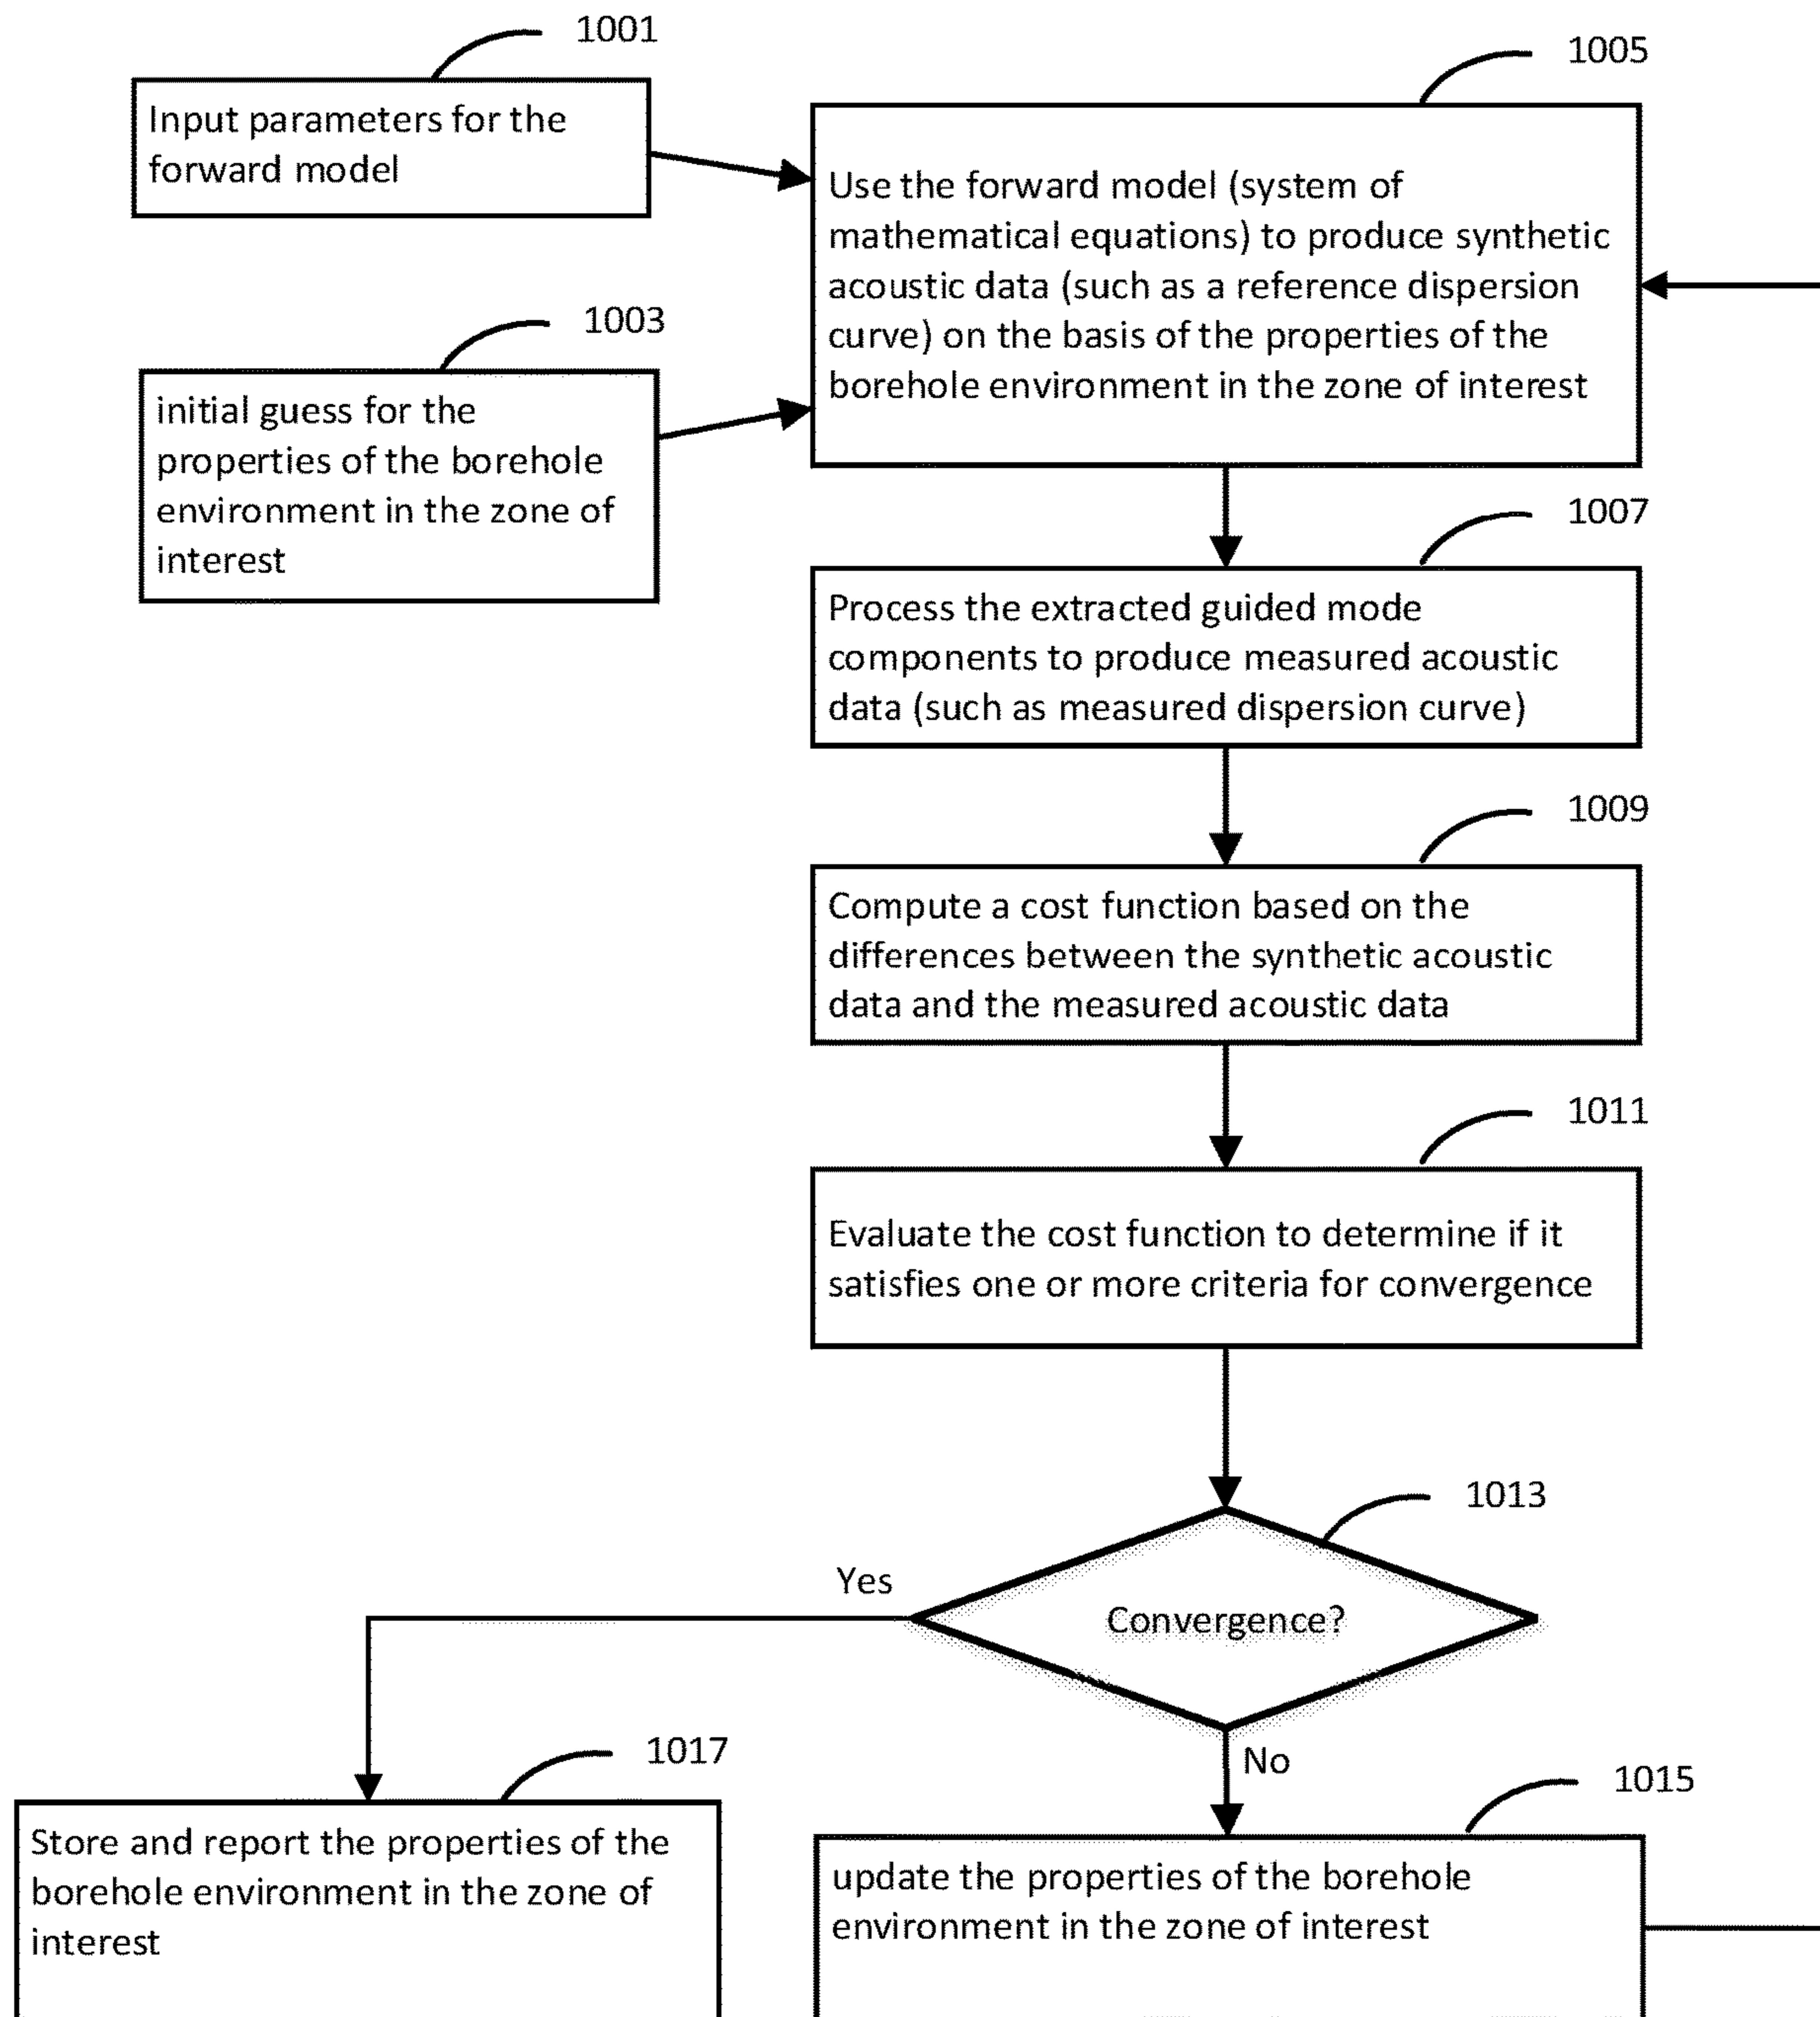 1001
Input parameters for the
forward model
1003
initial guess for the
properties of the borehole
environment in the zone of
interest
1005
Use the forward model (system of
mathematical equations) to produce synthetic
acoustic data (such as a reference dispersion
curve) on the basis of the properties of the
borehole environment in the zone of interest
1007
Process the extracted guided mode
components to produce measured acoustic
data (such as measured dispersion curve)
1009
Compute a cost function based on the
differences between the synthetic acoustic
data and the measured acoustic data
1011
Evaluate the cost function to determine if it
satisfies one or more criteria for convergence
1013
Convergence?
Yes
No
1017
Store and report the properties of the
borehole environment in the zone of
interest
1015
update the properties of the borehole
environment in the zone of interest